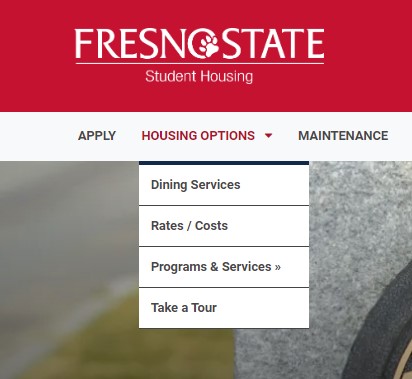 FRESNO STATE
Student Housing
APPLY HOUSING OPTIONS MAINTENANCE
Dining Services
Rates / Costs
Programs & Services »
Take a Tour